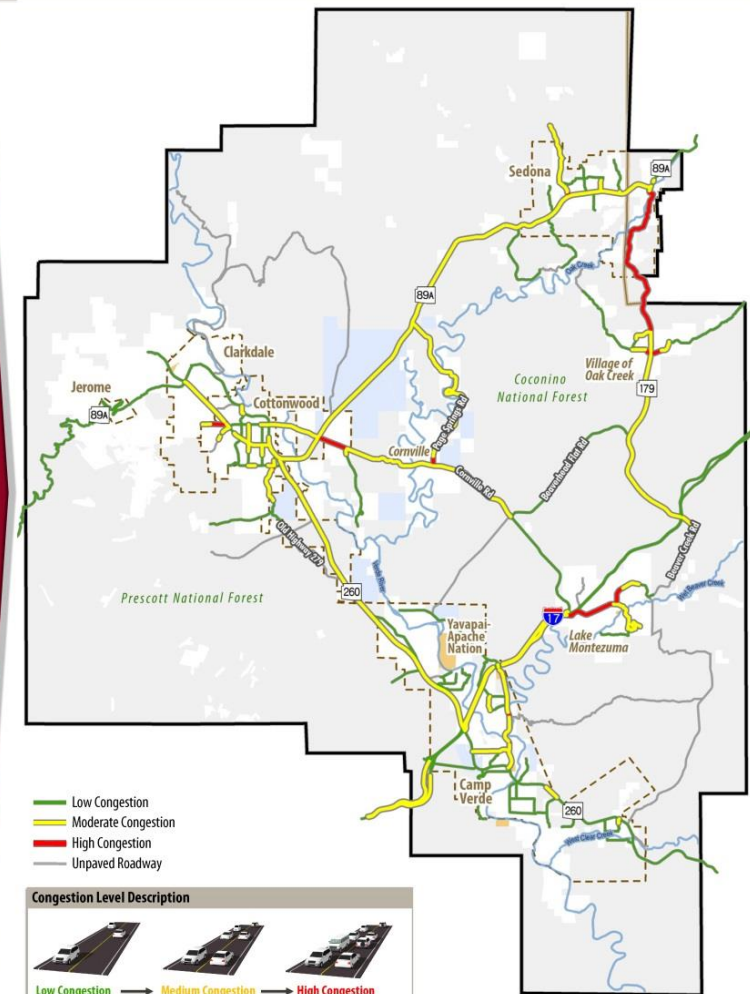 89A
Sedona
Oak Creek
89A
Village of
Oak Creek
179
Clarkdale
Jerome
89A
Cottonwood
Coconino
National Forest
Page Springs Rd
Cornville
Cornville Rd
Beaverhead Flat Rd
Beaver Creek Rd
Old Highway 279
Verde River
Wet Beaver Creek
Prescott National Forest
260
17
Lake
Montezuma
Yavapai-
Apache
Nation
Camp
Verde
260
West Clear Creek
Low Congestion
Moderate Congestion
High Congestion
Unpaved Roadway
Congestion Level Description
Low Congestion
Medium Congestion
High Congestion